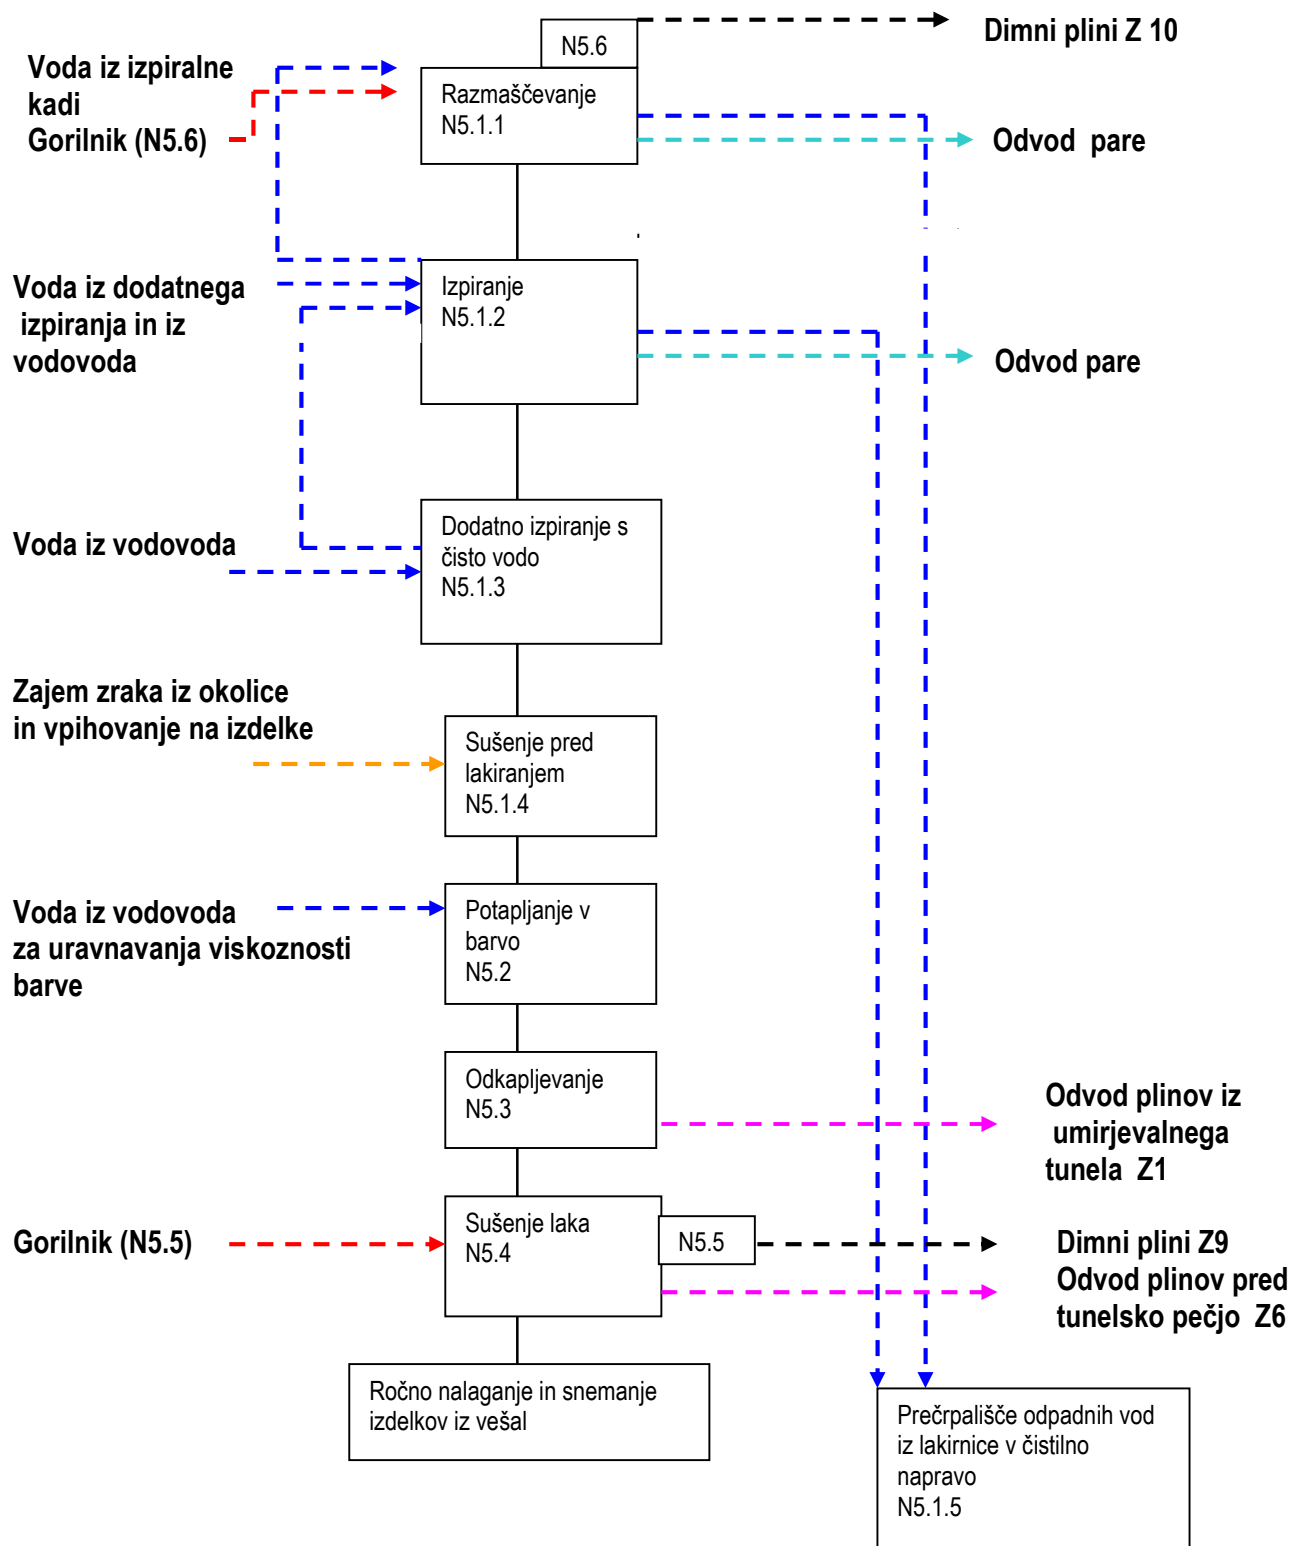 Dimni plini Z 10
N5.6
Voda iz izpiralne
kadi
Gorilnik (N5.6)
Razmaščevanje
N5.1.1
Odvod pare
Voda iz dodatnega
izpiranja in iz
vodovoda
Izpiranje
N5.1.2
Odvod pare
Voda iz vodovoda
Dodatno izpiranje s
čisto vodo
N5.1.3
Zajem zraka iz okolice
in vpihovanje na izdelke
Sušenje pred
lakiranjem
N5.1.4
Voda iz vodovoda
za uravnavanja viskoznosti
barve
Potapljanje v
barvo
N5.2
Odkapljevanje
N5.3
Odvod plinov iz
umirjevalnega
tunela Z1
Gorilnik (N5.5)
Sušenje laka
N5.4
N5.5
Dimni plini Z9
Odvod plinov pred
tunelsko pečjo Z6
Ročno nalaganje in snemanje
izdelkov iz vešal
Prečrpališče odpadnih vod
iz lakirnice v čistilno
napravo
N5.1.5